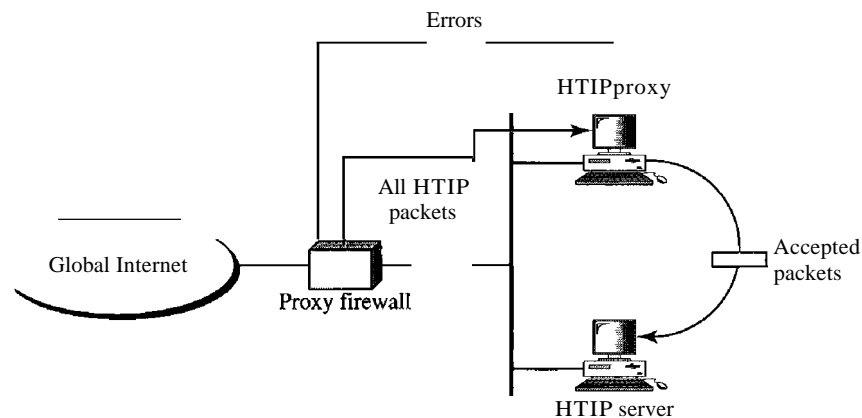 Errors
HTIPproxy
All HTIP
packets
Global Internet
Accepted
packets
Proxy firewall
HTIP server